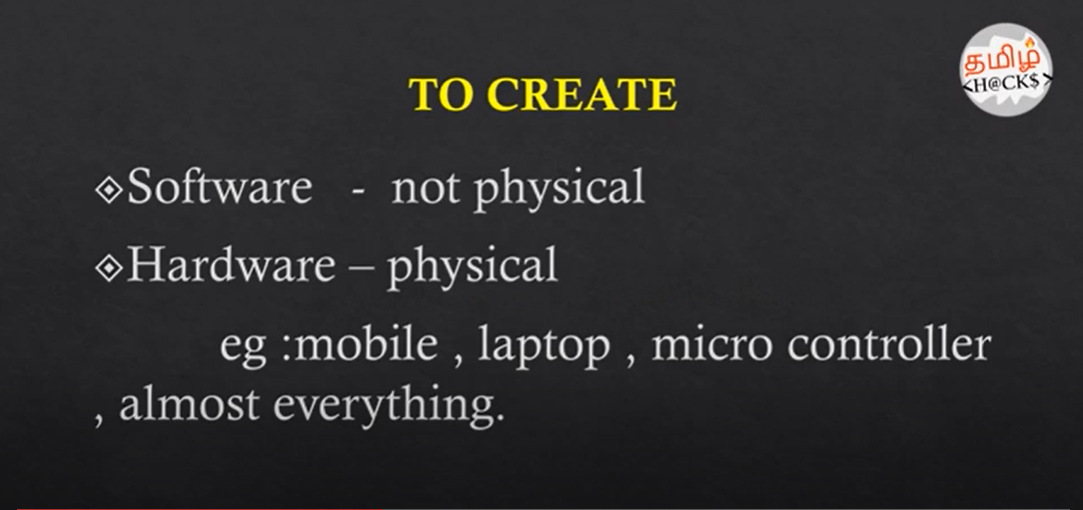 தமிழ்
<H@CK$>
TO CREATE
Software - not physical
Hardware – physical
eg :mobile , laptop , micro controller
, almost everything.